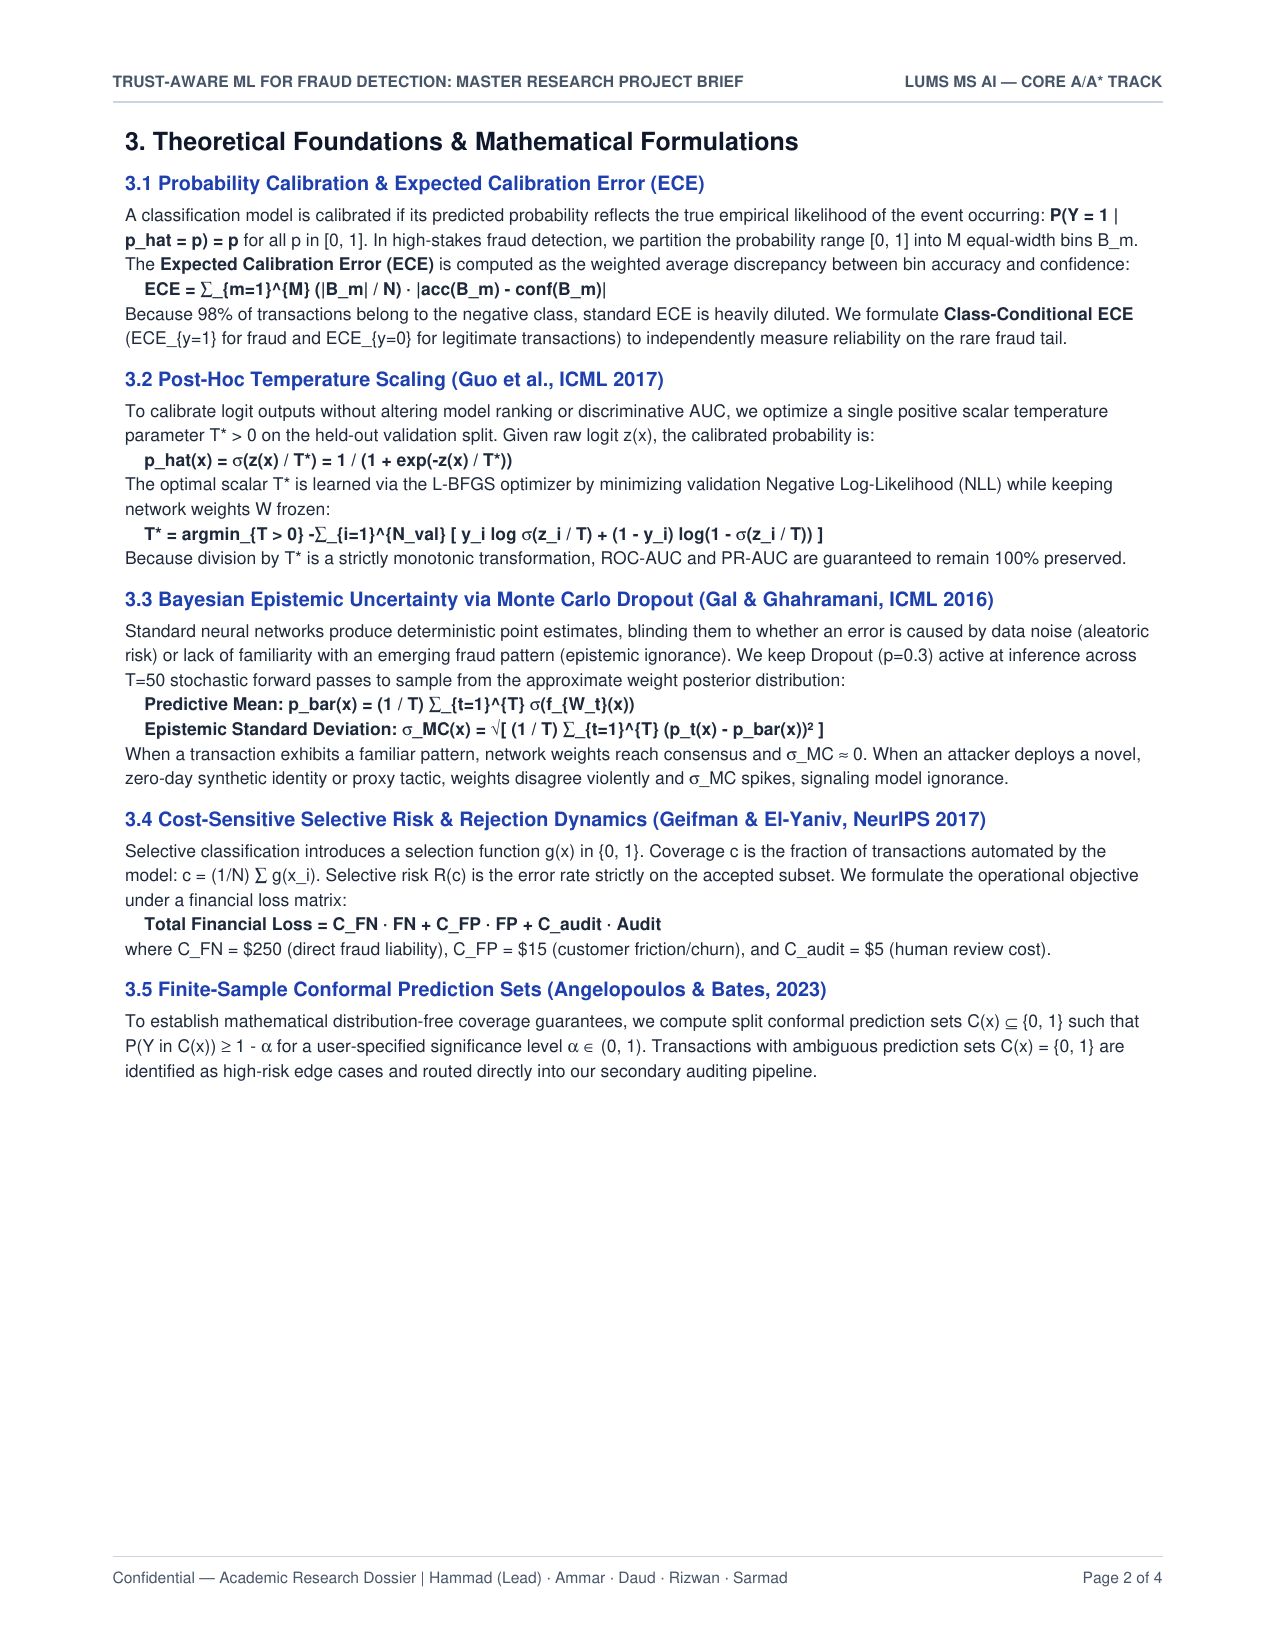 TRUST-AWARE ML FOR FRAUD DETECTION: MASTER RESEARCH PROJECT BRIEF
LUMS MS AI — CORE A/A* TRACK
3. Theoretical Foundations & Mathematical Formulations
3.1 Probability Calibration & Expected Calibration Error (ECE)
A classification model is calibrated if its predicted probability reflects the true empirical likelihood of the event occurring: P(Y = 1 |
p_hat = p) = p for all p in [0, 1]. In high-stakes fraud detection, we partition the probability range [0, 1] into M equal-width bins B_m.
The Expected Calibration Error (ECE) is computed as the weighted average discrepancy between bin accuracy and confidence:
ECE = ∑_{m=1}^{M} (|B_m| / N) · |acc(B_m) - conf(B_m)|
Because 98% of transactions belong to the negative class, standard ECE is heavily diluted. We formulate Class-Conditional ECE
(ECE_{y=1} for fraud and ECE_{y=0} for legitimate transactions) to independently measure reliability on the rare fraud tail.
3.2 Post-Hoc Temperature Scaling (Guo et al., ICML 2017)
To calibrate logit outputs without altering model ranking or discriminative AUC, we optimize a single positive scalar temperature
parameter T* > 0 on the held-out validation split. Given raw logit z(x), the calibrated probability is:
p_hat(x) = σ(z(x) / T*) = 1 / (1 + exp(-z(x) / T*))
The optimal scalar T* is learned via the L-BFGS optimizer by minimizing validation Negative Log-Likelihood (NLL) while keeping
network weights W frozen:
T* = argmin_{T > 0} -∑_{i=1}^{N_val} [ y_i log σ(z_i / T) + (1 - y_i) log(1 - σ(z_i / T)) ]
Because division by T* is a strictly monotonic transformation, ROC-AUC and PR-AUC are guaranteed to remain 100% preserved.
3.3 Bayesian Epistemic Uncertainty via Monte Carlo Dropout (Gal & Ghahramani, ICML 2016)
Standard neural networks produce deterministic point estimates, blinding them to whether an error is caused by data noise (aleatoric
risk) or lack of familiarity with an emerging fraud pattern (epistemic ignorance). We keep Dropout (p=0.3) active at inference across
T=50 stochastic forward passes to sample from the approximate weight posterior distribution:
Predictive Mean: p_bar(x) = (1 / T) ∑_{t=1}^{T} σ(f_{W_t}(x))
Epistemic Standard Deviation: σ_MC(x) = √[ (1 / T) ∑_{t=1}^{T} (p_t(x) - p_bar(x))² ]
When a transaction exhibits a familiar pattern, network weights reach consensus and σ_MC ≈ 0. When an attacker deploys a novel,
zero-day synthetic identity or proxy tactic, weights disagree violently and σ_MC spikes, signaling model ignorance.
3.4 Cost-Sensitive Selective Risk & Rejection Dynamics (Geifman & El-Yaniv, NeurIPS 2017)
Selective classification introduces a selection function g(x) in {0, 1}. Coverage c is the fraction of transactions automated by the
model: c = (1/N) ∑ g(x_i). Selective risk R(c) is the error rate strictly on the accepted subset. We formulate the operational objective
under a financial loss matrix:
Total Financial Loss = C_FN · FN + C_FP · FP + C_audit · Audit
where C_FN = $250 (direct fraud liability), C_FP = $15 (customer friction/churn), and C_audit = $5 (human review cost).
3.5 Finite-Sample Conformal Prediction Sets (Angelopoulos & Bates, 2023)
To establish mathematical distribution-free coverage guarantees, we compute split conformal prediction sets C(x) ⊆ {0, 1} such that
P(Y in C(x)) ≥ 1 - α for a user-specified significance level α ∈ (0, 1). Transactions with ambiguous prediction sets C(x) = {0, 1} are
identified as high-risk edge cases and routed directly into our secondary auditing pipeline.
Confidential — Academic Research Dossier | Hammad (Lead) · Ammar · Daud · Rizwan · Sarmad
Page 2 of 4